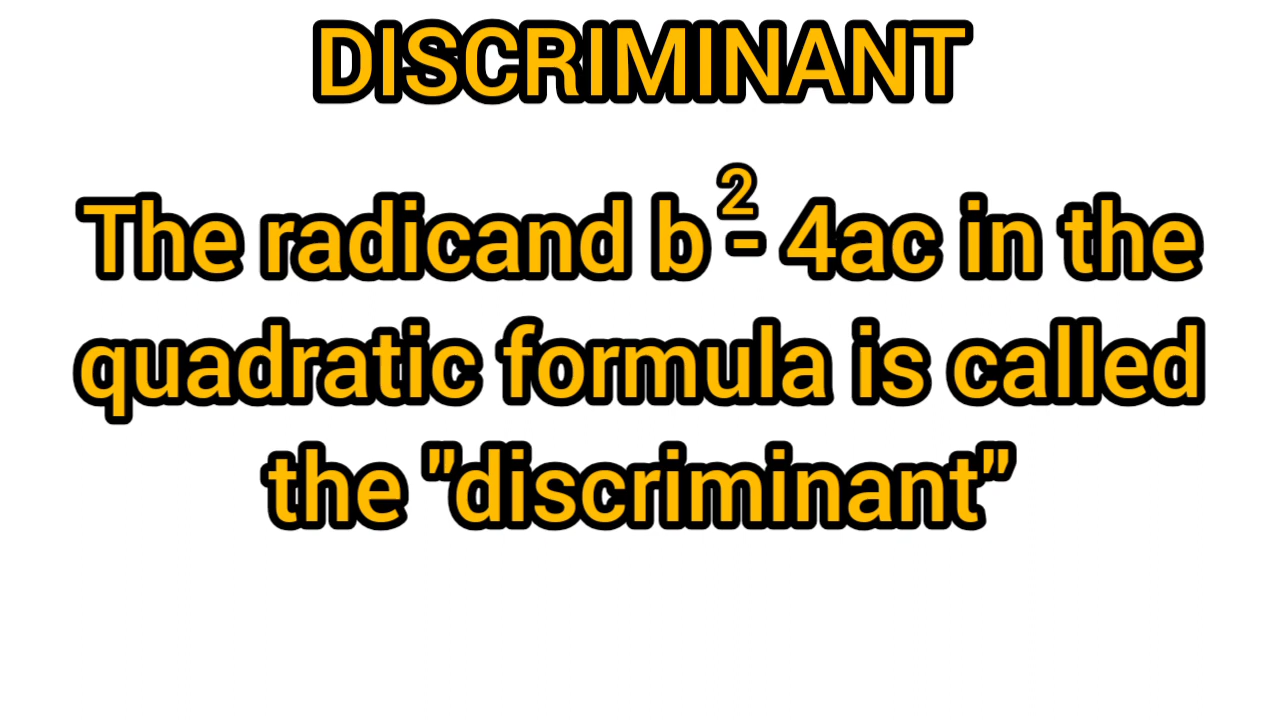 DISCRIMINANT
The radicand b² - 4ac in the
quadratic formula is called
the "discriminant"